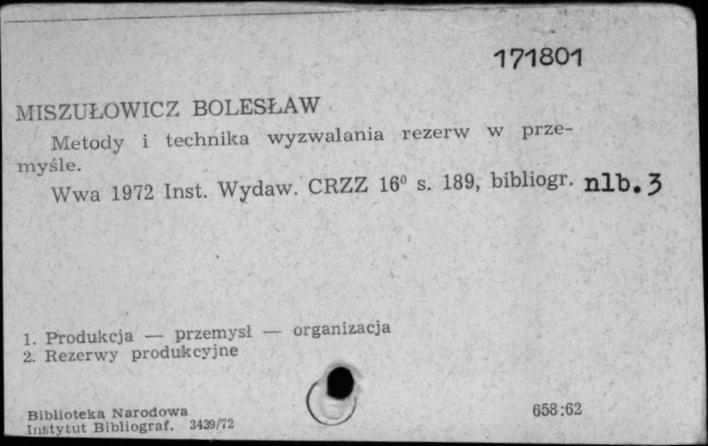 171801
MISZUŁOWICZ BOLESŁAW
Metody i technika wyzwalania rezerw w prze-
myśle.
Wwa 1972 Inst. Wydaw. CRZZ 16⁰ s. 189, bibliogr. nlb. 3
1. Produkcja — przemysł — organizacja
2. Rezerwy produkcyjne
Biblioteka Narodowa
Instytut Bibliograf. 3439/72
658:62